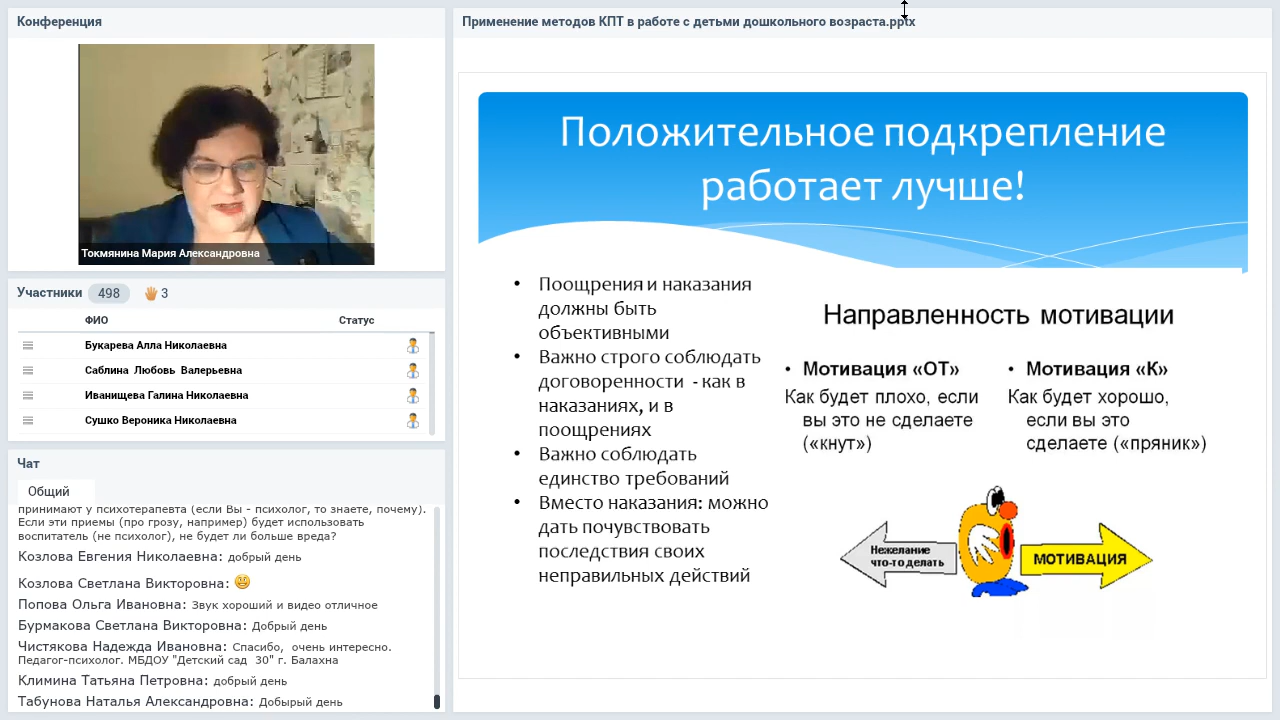 Конференция
Токмянина Мария Александровна
Участники 498 3
ФИО Статус
Букарева Алла Николаевна
Саблина Любовь Валерьевна
Иванищева Галина Николаевна
Сушко Вероника Николаевна
Чат
Общий
принимают у психотерапевта (если Вы - психолог, то знаете, почему).
Если эти приемы (про грозу, например) будет использовать
воспитатель (не психолог), не будет ли больше вреда?
Козлова Евгения Николаевна: добрый день
Козлова Светлана Викторовна:
Попова Ольга Ивановна: Звук хороший и видео отличное
Бурмакова Светлана Викторовна: Добрый день
Чистякова Надежда Ивановна: Спасибо, очень интересно.
Педагог-психолог. МБДОУ "Детский сад 30" г. Балахна
Климина Татьяна Петровна: добрый день
Табунова Наталья Александровна: Добырый день
Применение методов КПТ в работе с детьми дошкольного возраста.pptx
Положительное подкрепление
работает лучше!
• Поощрения и наказания
должны быть
объективными
• Важно строго соблюдать
договоренности - как в
наказаниях, и в
поощрениях
• Важно соблюдать
единство требований
• Вместо наказания: можно
дать почувствовать
последствия своих
неправильных действий
Направленность мотивации
• Мотивация «ОТ»
Как будет плохо, если
вы это не сделаете
(«кнут»)
• Мотивация «К»
Как будет хорошо,
если вы это
сделаете («пряник»)
Нежелание
что-то делать
МОТИВАЦИЯ